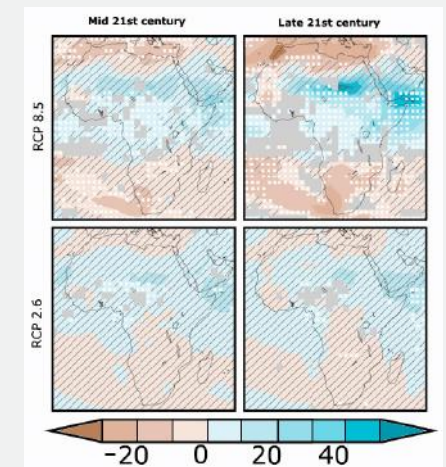 Mid 21st century
Late 21st century
RCP 8.5
RCP 2.6
−20 0 20 40